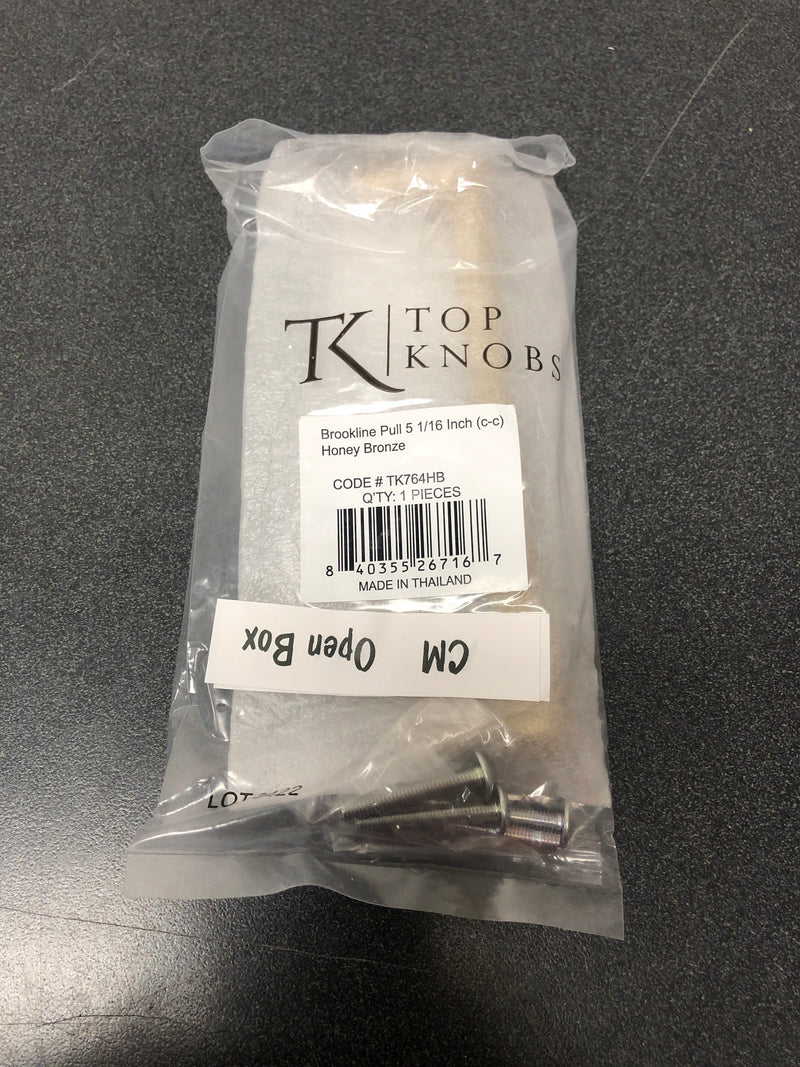 TK TOP
KNOBS
Brookline Pull 5 1/16 Inch (c-c)
Honey Bronze
CODE # TK764HB
Q'TY: 1 PIECES
8 40355 26716 7
MADE IN THAILAND
CM Open Box
LOT